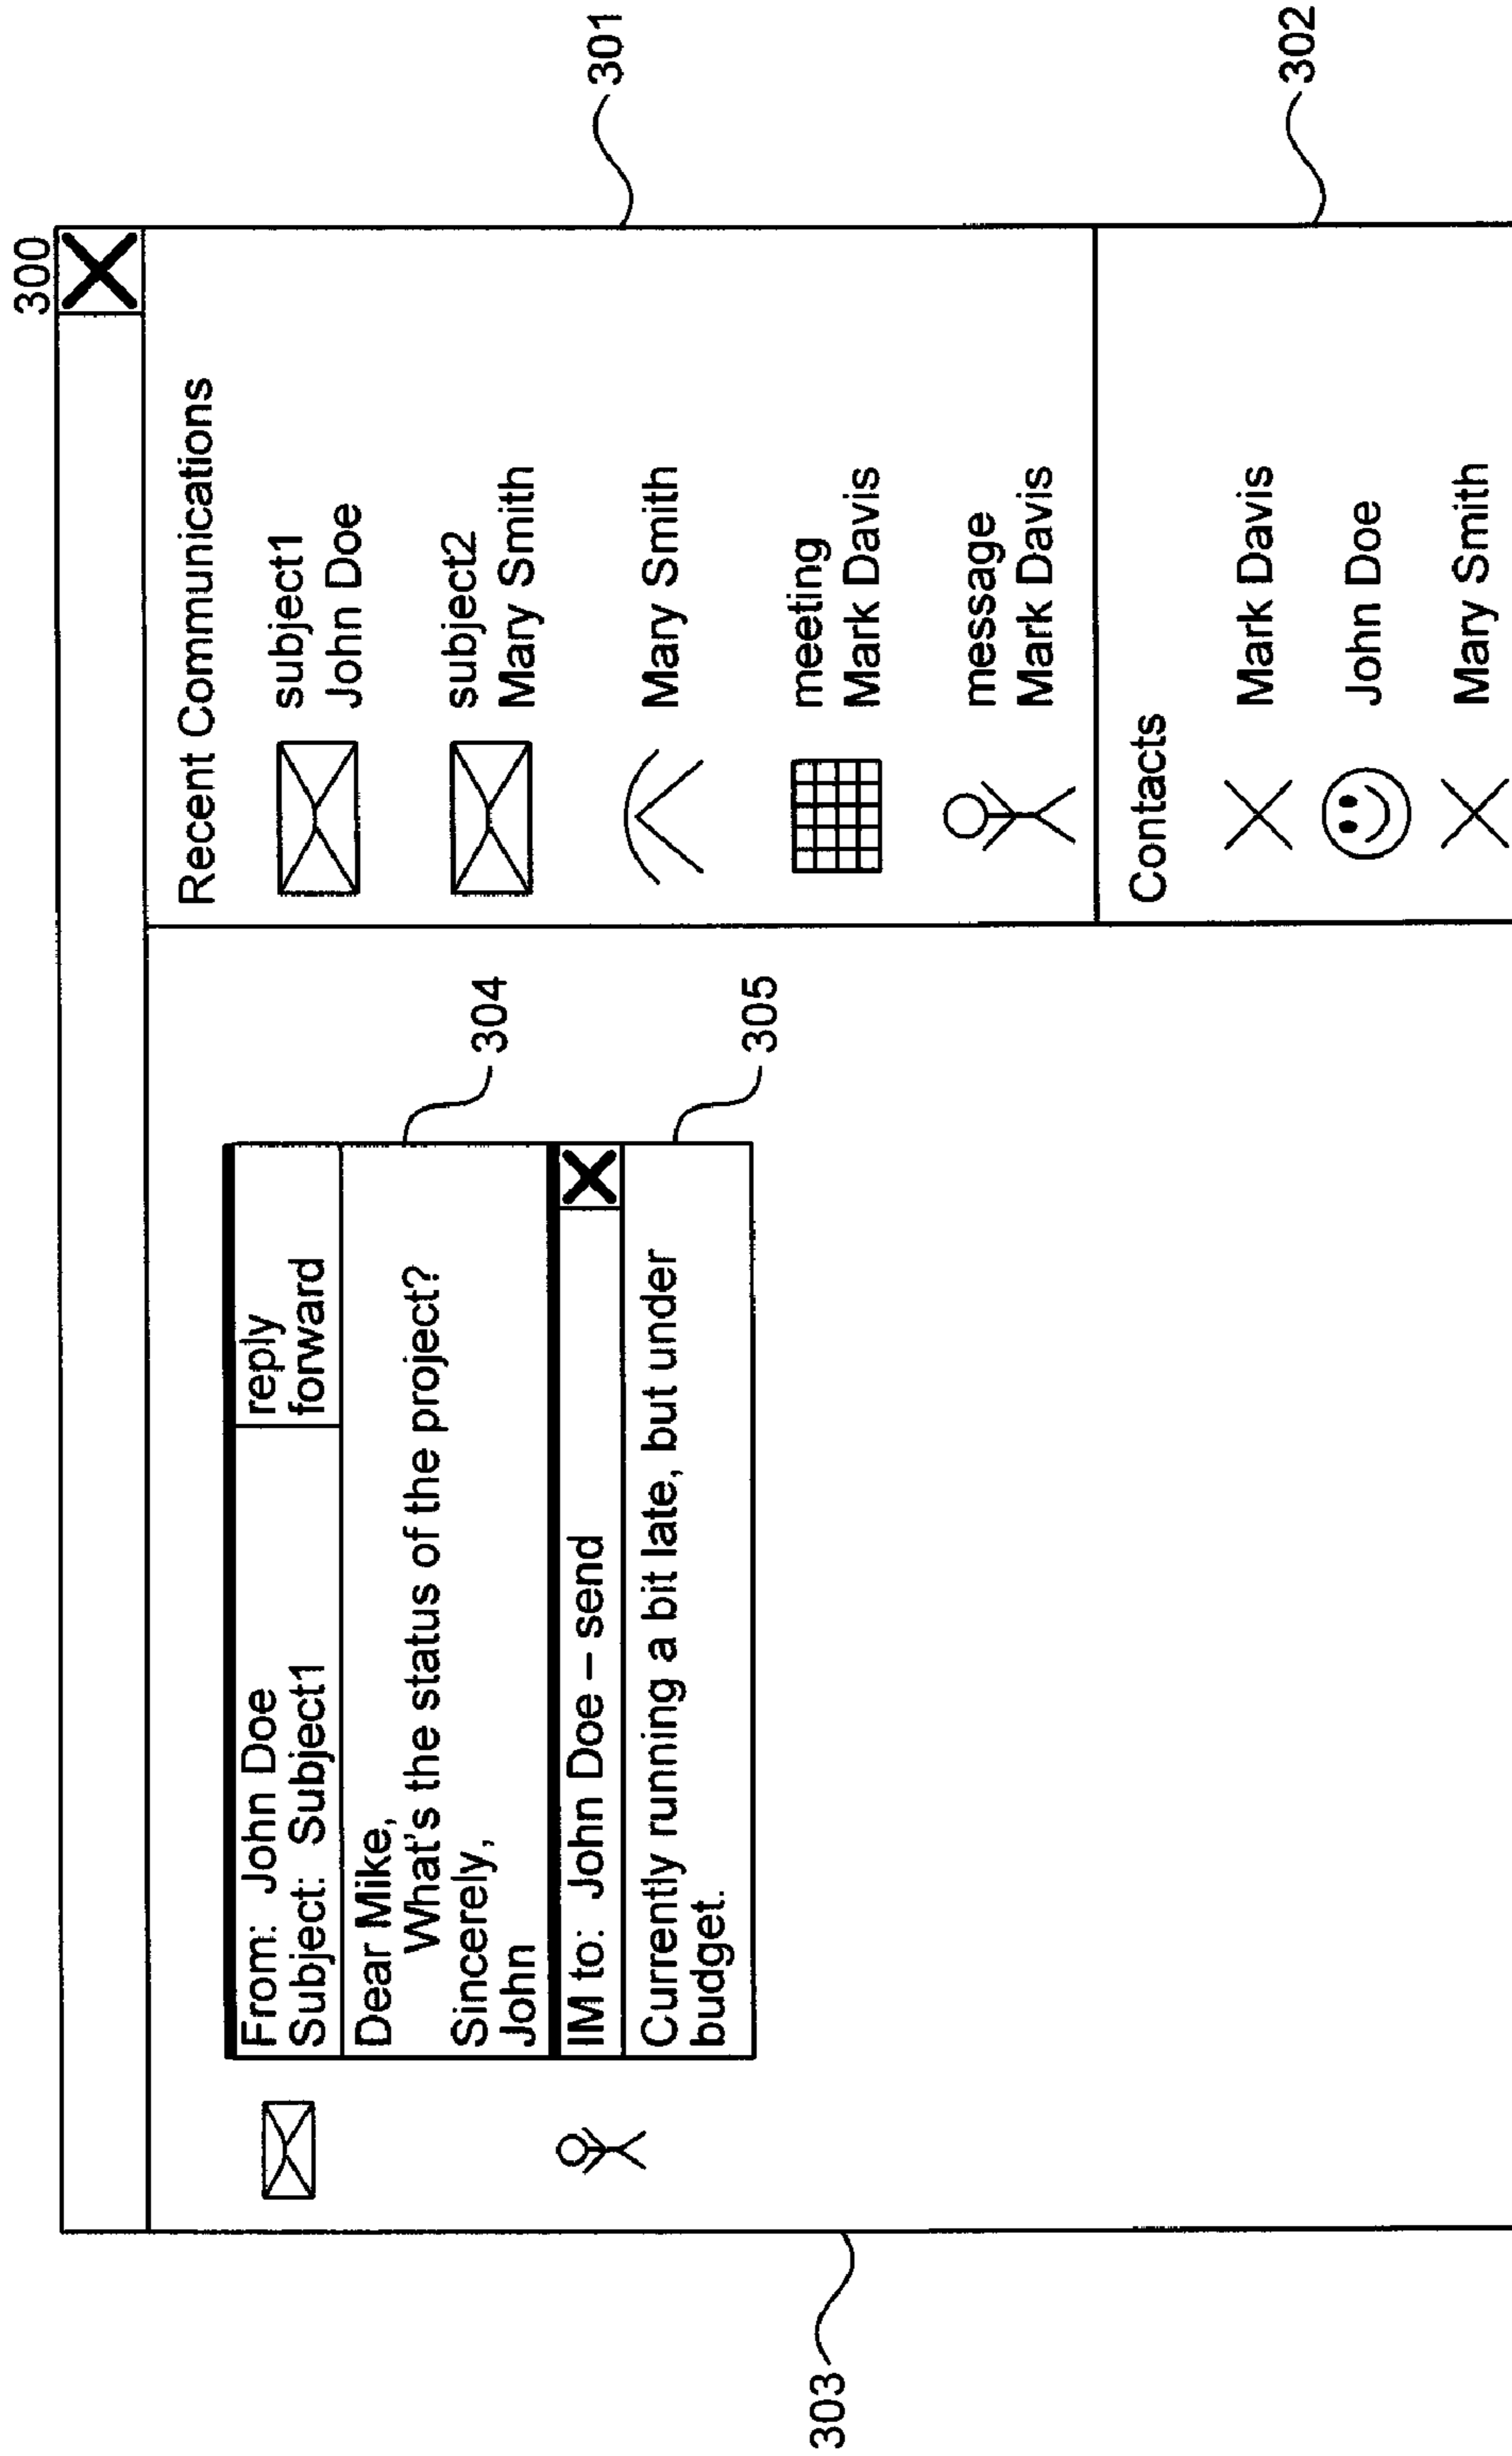 300
Recent Communications
subject1
John Doe
subject2
Mary Smith
Mary Smith
meeting
Mark Davis
message
Mark Davis
301
Contacts
Mark Davis
John Doe
Mary Smith
302
From: John Doe
Subject: Subject1
reply
forward
Dear Mike,
What's the status of the project?
Sincerely,
John
304
IM to: John Doe – send
Currently running a bit late, but under
budget.
305
303